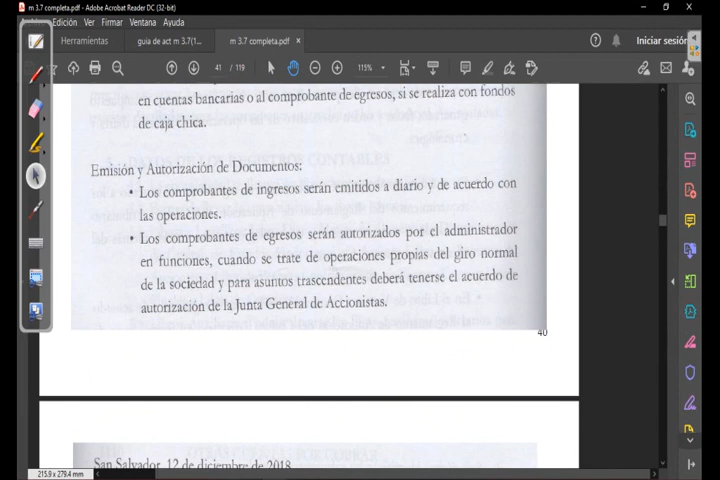 m 3.7 completa.pdf - Adobe Acrobat Reader DC (32-bit)
Edición Ver Firmar Ventana Ayuda
Herramientas guia de act m 3.7(1... m 3.7 completa.pdf × Iniciar sesión
41 / 119 115%
en cuentas bancarias o al comprobante de egresos, si se realiza con fondos
de caja chica.
Emisión y Autorización de Documentos:
• Los comprobantes de ingresos serán emitidos a diario y de acuerdo con
las operaciones.
• Los comprobantes de egresos serán autorizados por el administrador
en funciones, cuando se trate de operaciones propias del giro normal
de la sociedad y para asuntos trascendentes deberá tenerse el acuerdo de
autorización de la Junta General de Accionistas.
40
San Salvador, 12 de diciembre de 2018
215.9 x 279.4 mm